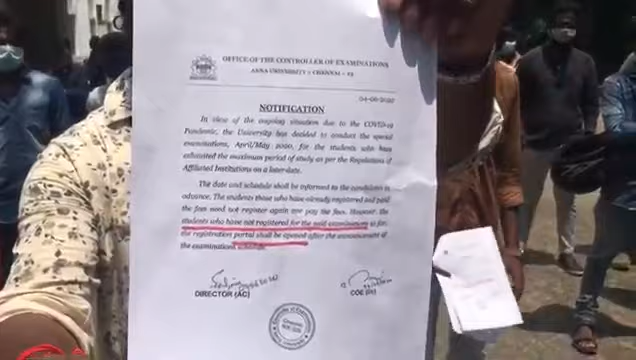 OFFICE OF THE CONTROLLER OF EXAMINATIONS
ANNA UNIVERSITY :: CHENNAI - 25
NOTIFICATION
In view of the ongoing situation due to the COVID-19
Pandemic, the University has decided to conduct the special
examinations, April/May 2020, for the students who have
exhausted the maximum period of study as per the Regulations of
Affiliated Institutions on a later date.
The date and schedule shall be informed to the candidates in
advance. The students those who have already registered and paid
the fees need not register again and pay the fees. However, the
students who have not registered for the said examinations so far,
the registration portal shall be opened after the announcement of
the examinations schedule.
DIRECTOR (AC)
COE